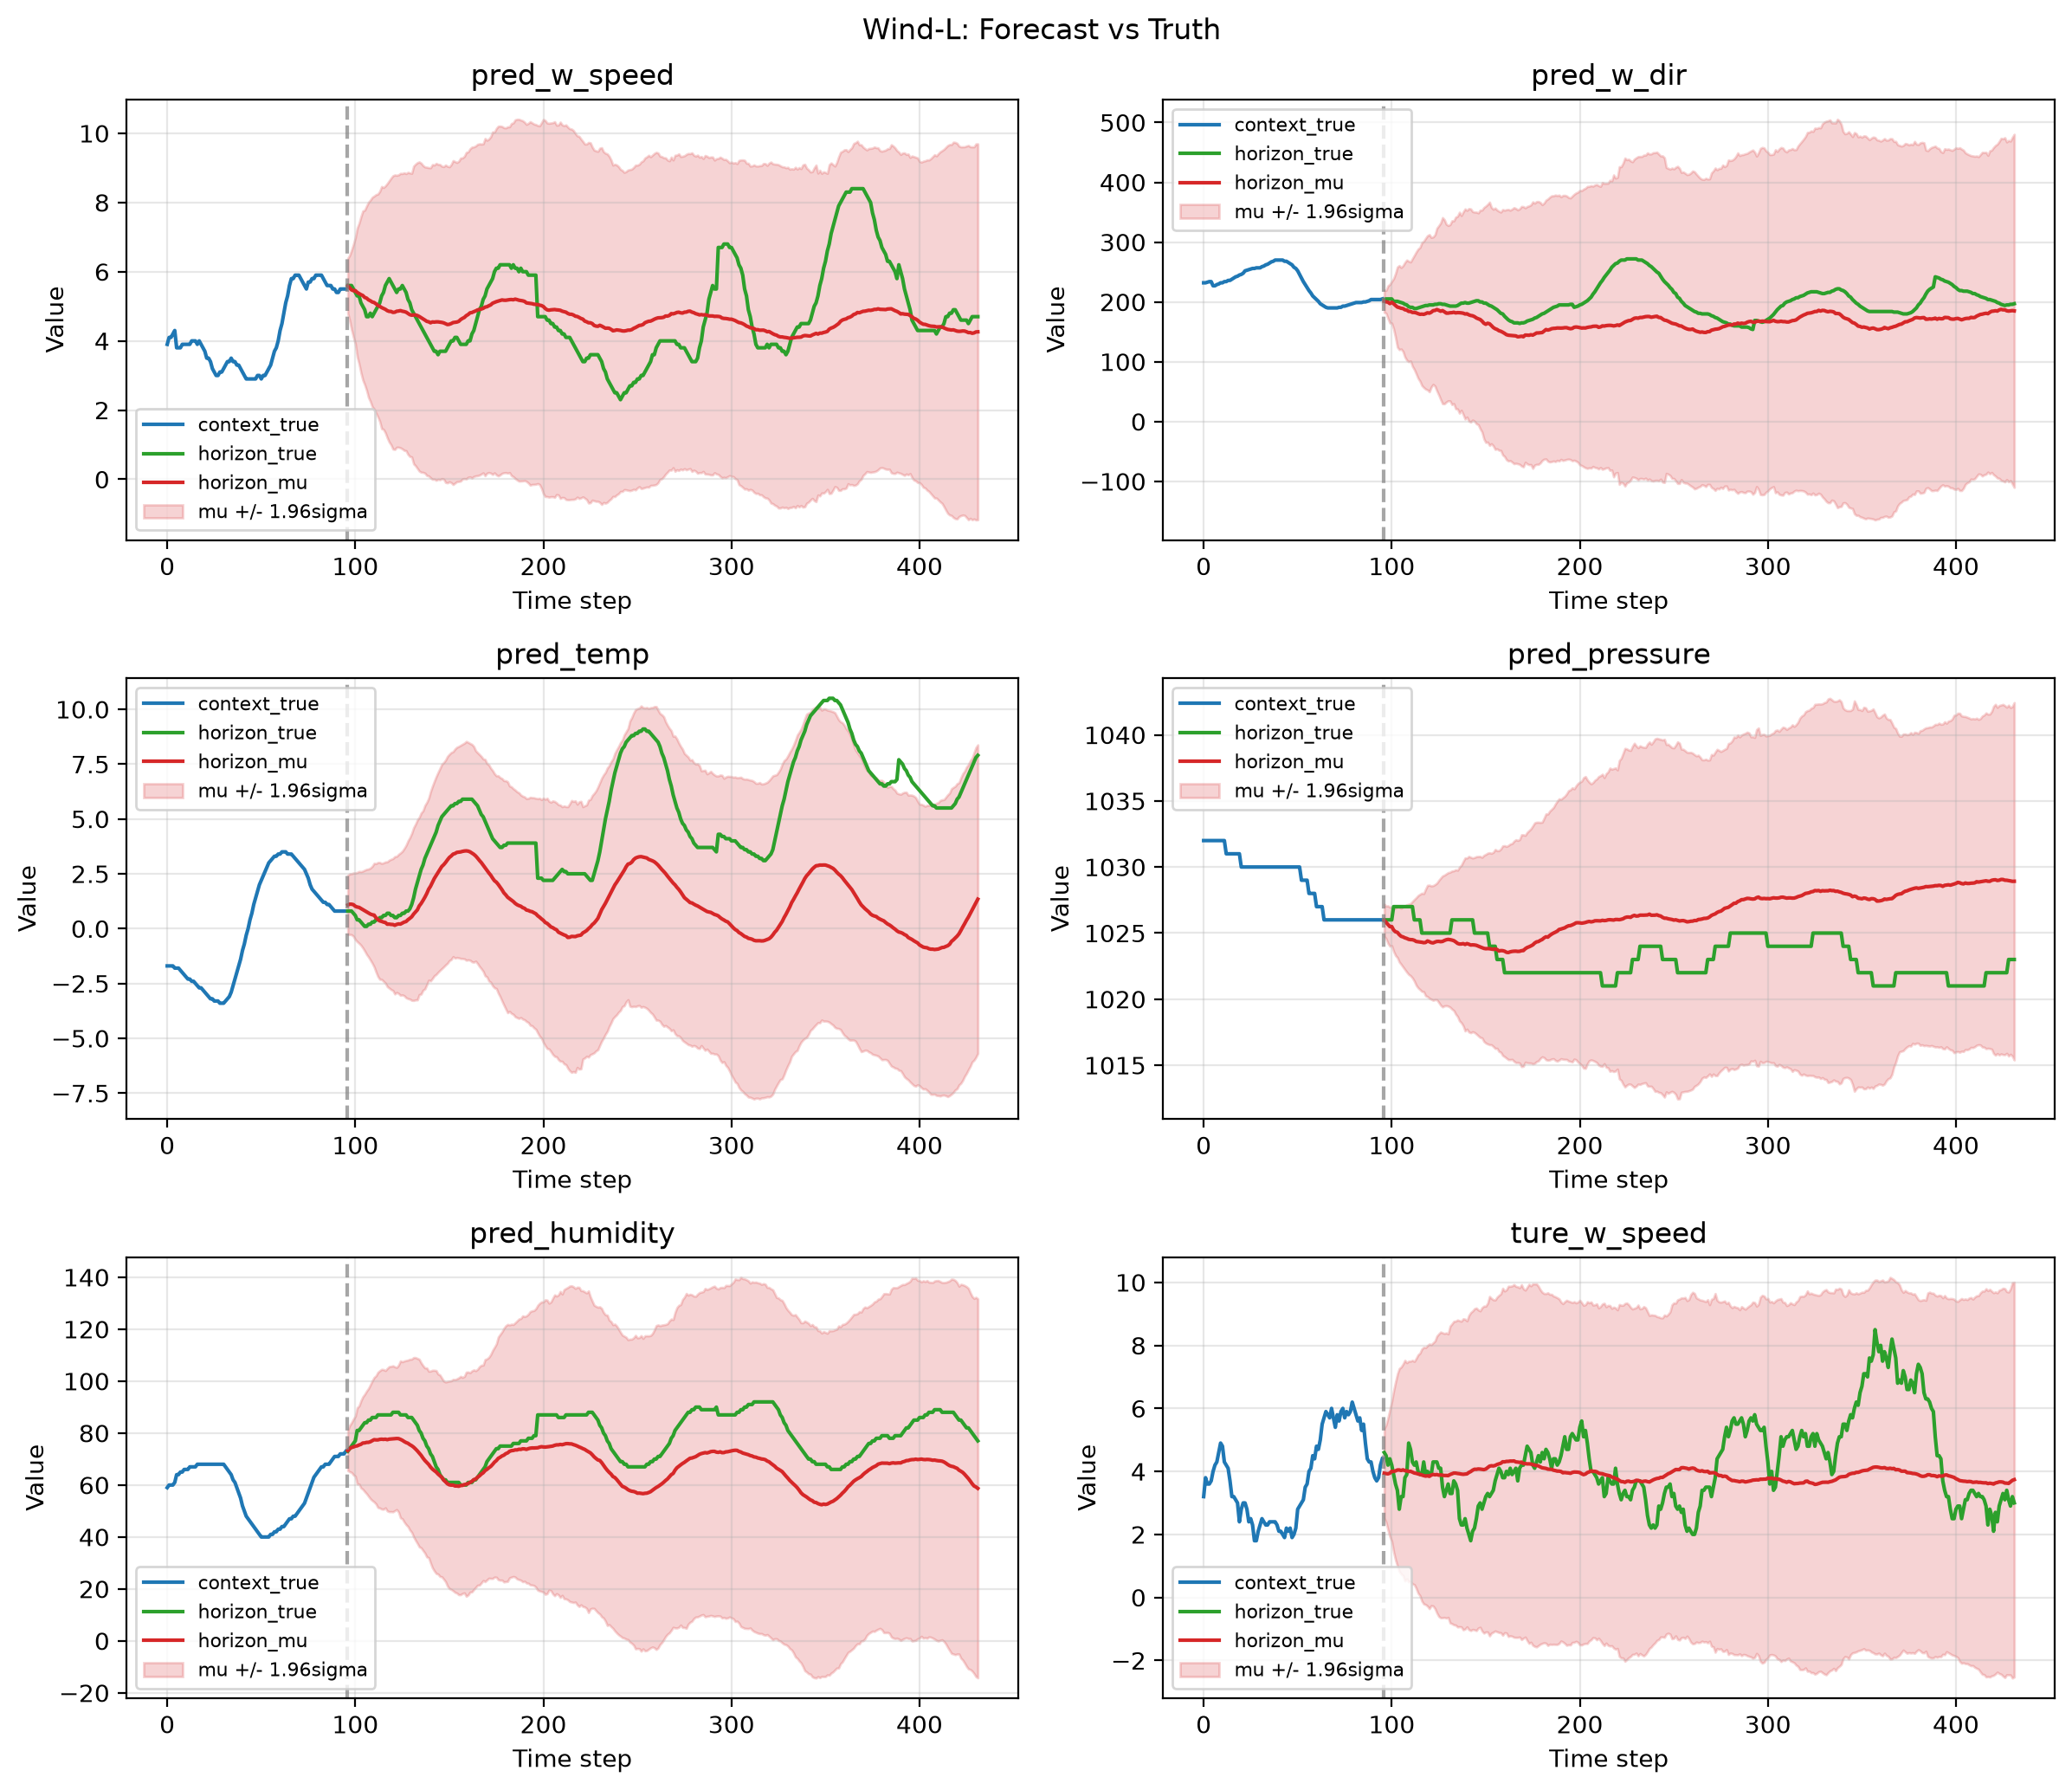 Wind-L: Forecast vs Truth
pred_w_speed
10
8
6
4
2
0
Value
context_true
horizon_true
horizon_mu
mu +/- 1.96sigma
0 100 200 300 400
Time step
pred_w_dir
500
400
300
200
100
0
−100
Value
context_true
horizon_true
horizon_mu
mu +/- 1.96sigma
0 100 200 300 400
Time step
pred_temp
10.0
7.5
5.0
2.5
0.0
−2.5
−5.0
−7.5
Value
context_true
horizon_true
horizon_mu
mu +/- 1.96sigma
0 100 200 300 400
Time step
pred_pressure
1040
1035
1030
1025
1020
1015
Value
context_true
horizon_true
horizon_mu
mu +/- 1.96sigma
0 100 200 300 400
Time step
pred_humidity
140
120
100
80
60
40
20
0
−20
Value
context_true
horizon_true
horizon_mu
mu +/- 1.96sigma
0 100 200 300 400
Time step
ture_w_speed
10
8
6
4
2
0
−2
Value
context_true
horizon_true
horizon_mu
mu +/- 1.96sigma
0 100 200 300 400
Time step